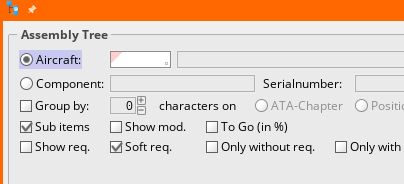 Assembly Tree
Aircraft:
Component: Serialnumber:
Group by: 0 characters on ATA-Chapter
Sub items Show mod. To Go (in %)
Show req. Soft req. Only without req. Only with